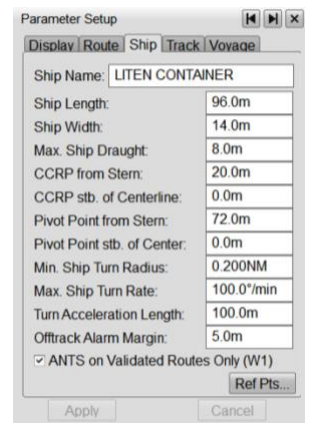 Parameter Setup
Display Route Ship Track Voyage
Ship Name: LITEN CONTAINER
Ship Length: 96.0m
Ship Width: 14.0m
Max. Ship Draught: 8.0m
CCRP from Stern: 20.0m
CCRP stb. of Centerline: 0.0m
Pivot Point from Stern: 72.0m
Pivot Point stb. of Center: 0.0m
Min. Ship Turn Radius: 0.200NM
Max. Ship Turn Rate: 100.0°/min
Turn Acceleration Length: 100.0m
Offtrack Alarm Margin: 5.0m
ANTS on Validated Routes Only (W1)
Ref Pts...
Apply Cancel